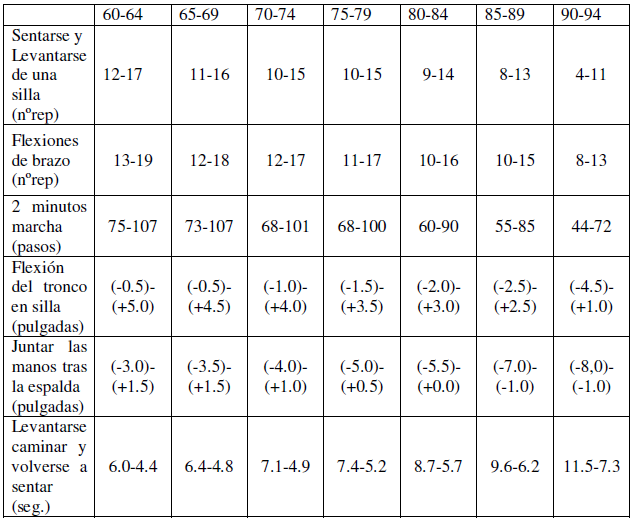 60-64 65-69 70-74 75-79 80-84 85-89 90-94
Sentarse y
Levantarse
de una
silla
(nºrep)
12-17 11-16 10-15 10-15 9-14 8-13 4-11
Flexiones
de brazo
(nºrep)
13-19 12-18 12-17 11-17 10-16 10-15 8-13
2 minutos
marcha
(pasos)
75-107 73-107 68-101 68-100 60-90 55-85 44-72
Flexión
del tronco
en silla
(pulgadas)
(-0.5)- (-0.5)- (-1.0)- (-1.5)- (-2.0)- (-2.5)- (-4.5)-
(+5.0) (+4.5) (+4.0) (+3.5) (+3.0) (+2.5) (+1.0)
Juntar las
manos tras
la espalda
(pulgadas)
(-3.0)- (-3.5)- (-4.0)- (-5.0)- (-5.5)- (-7.0)- (-8,0)-
(+1.5) (+1.5) (+1.0) (+0.5) (+0.0) (-1.0) (-1.0)
Levantarse
caminar y
volverse a
sentar
(seg.)
6.0-4.4 6.4-4.8 7.1-4.9 7.4-5.2 8.7-5.7 9.6-6.2 11.5-7.3